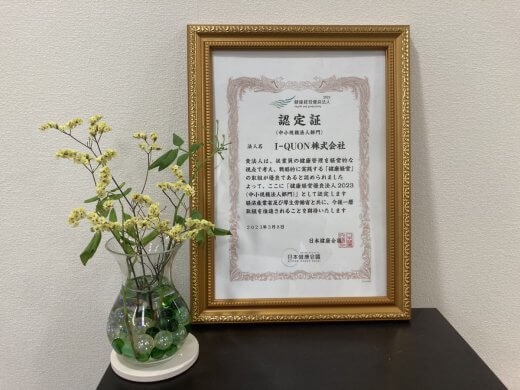 2023
健康経営優良法人
Health and productivity
認定証
(中小規模法人部門)
法人名 I-QUON株式会社
貴法人は、従業員の健康管理を経営的な
視点で考え、戦略的に実践する「健康経営」
の取組が優良であると認められました
よって、ここに「健康経営優良法人2023
(中小規模法人部門)」として認定します
経済産業省及び厚生労働省と共に、今後一層
取組を推進されることを期待いたします
2023年3月8日
日本健康会議
日本健康会議